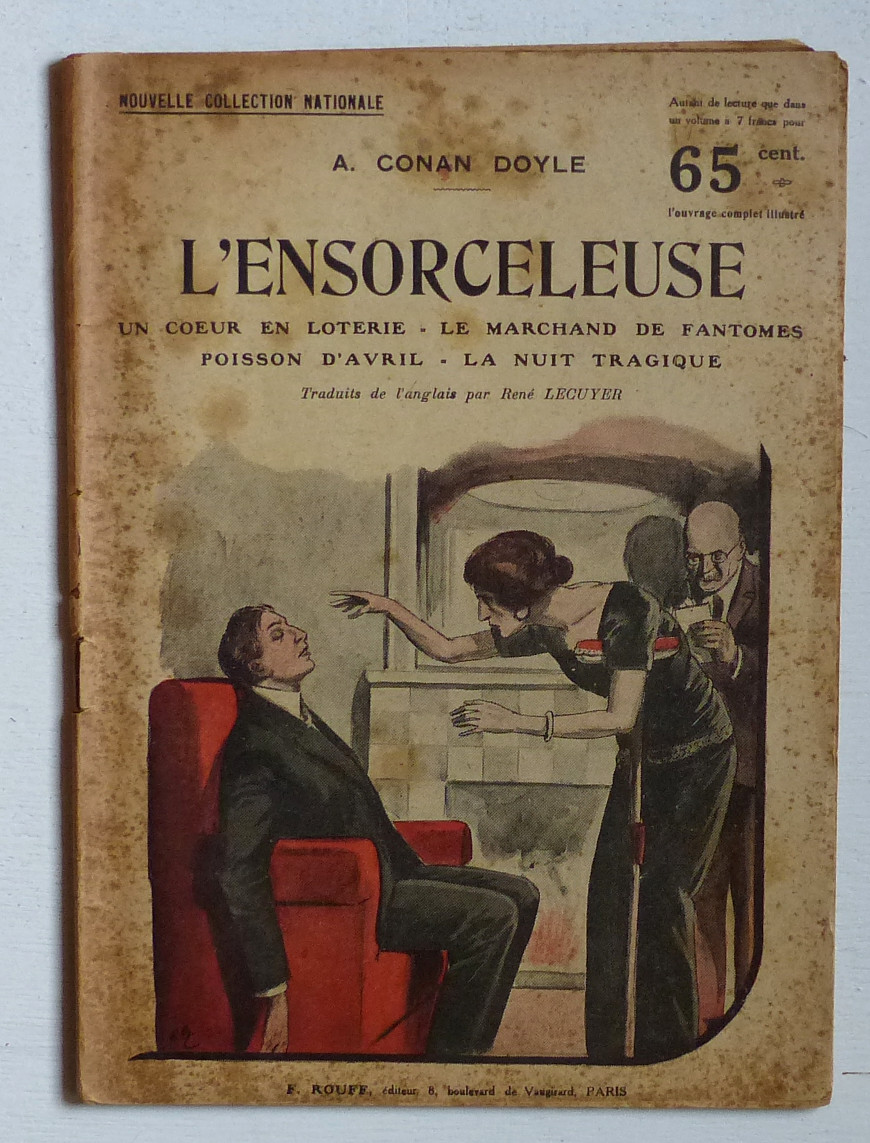 NOUVELLE COLLECTION NATIONALE
Autant de lecture que dans
un volume à 7 francs pour
65 cent.
l'ouvrage complet illustré
A. CONAN DOYLE
L'ENSORCELEUSE
UN COEUR EN LOTERIE - LE MARCHAND DE FANTOMES
POISSON D'AVRIL - LA NUIT TRAGIQUE
Traduits de l'anglais par René LECUYER
F. ROUFF, éditeur, 8, boulevard de Vaugirard, PARIS